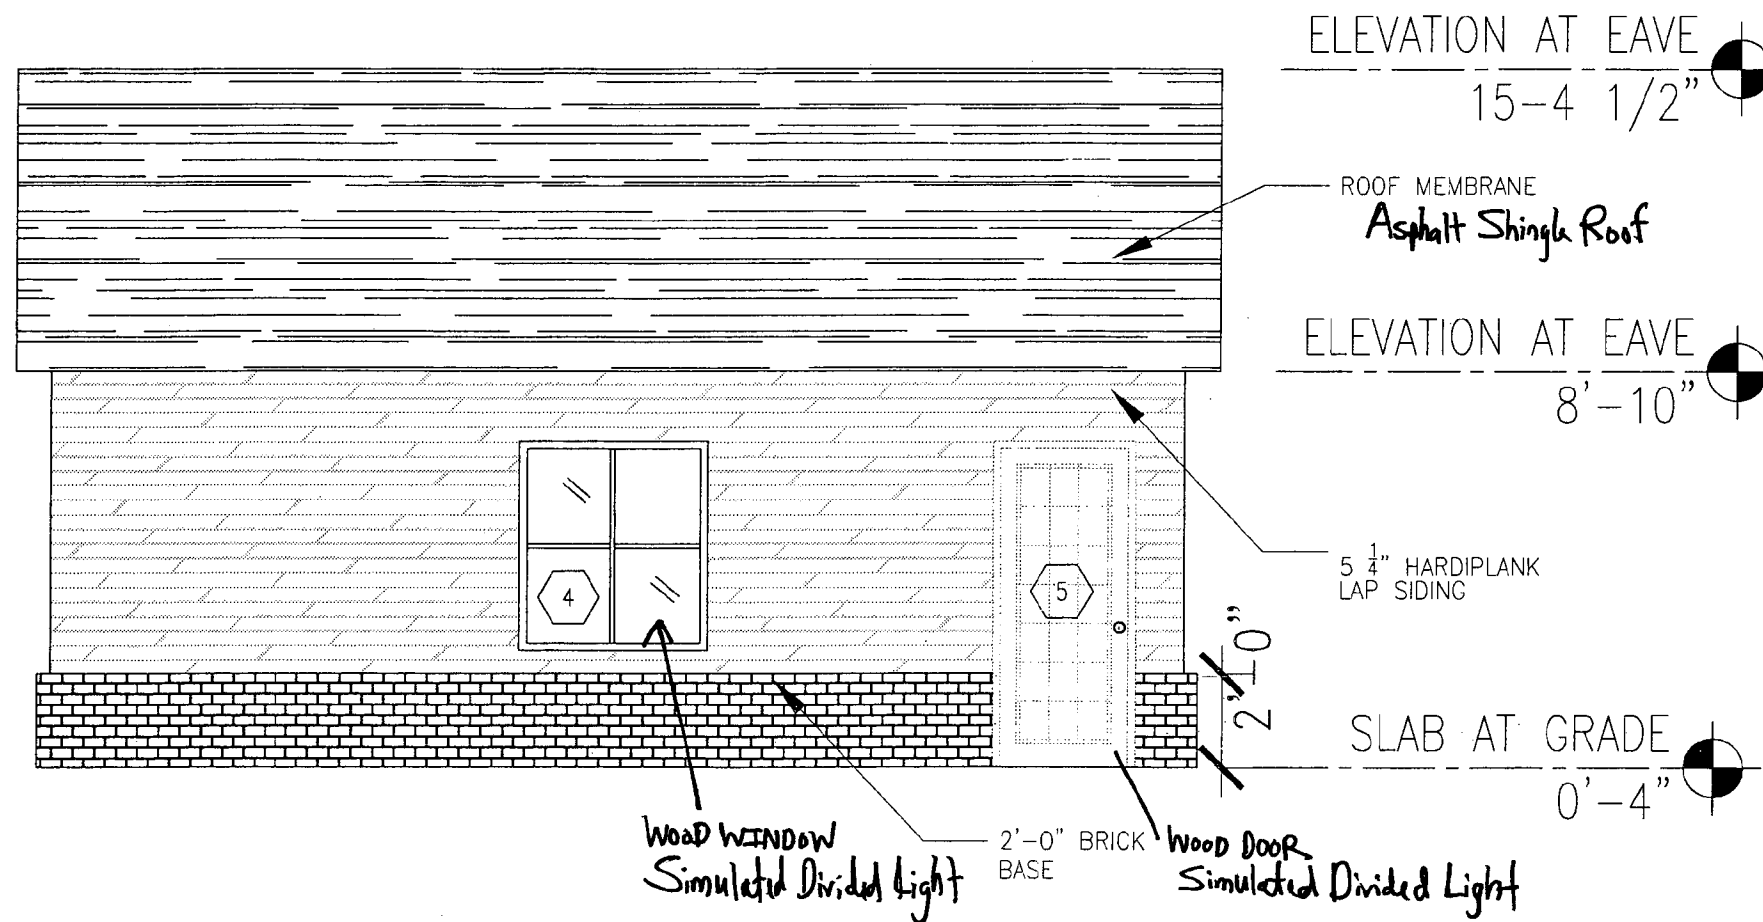 ELEVATION AT EAVE
15-4 1/2"
ROOF MEMBRANE
Asphalt Shingle Roof
ELEVATION AT EAVE
8'-10"
5 1/4" HARDIPLANK
LAP SIDING
4
5
2'-0"
SLAB AT GRADE
0'-4"
WOOD WINDOW
Simulated Divided Light
2'-0" BRICK
BASE
WOOD DOOR
Simulated Divided Light